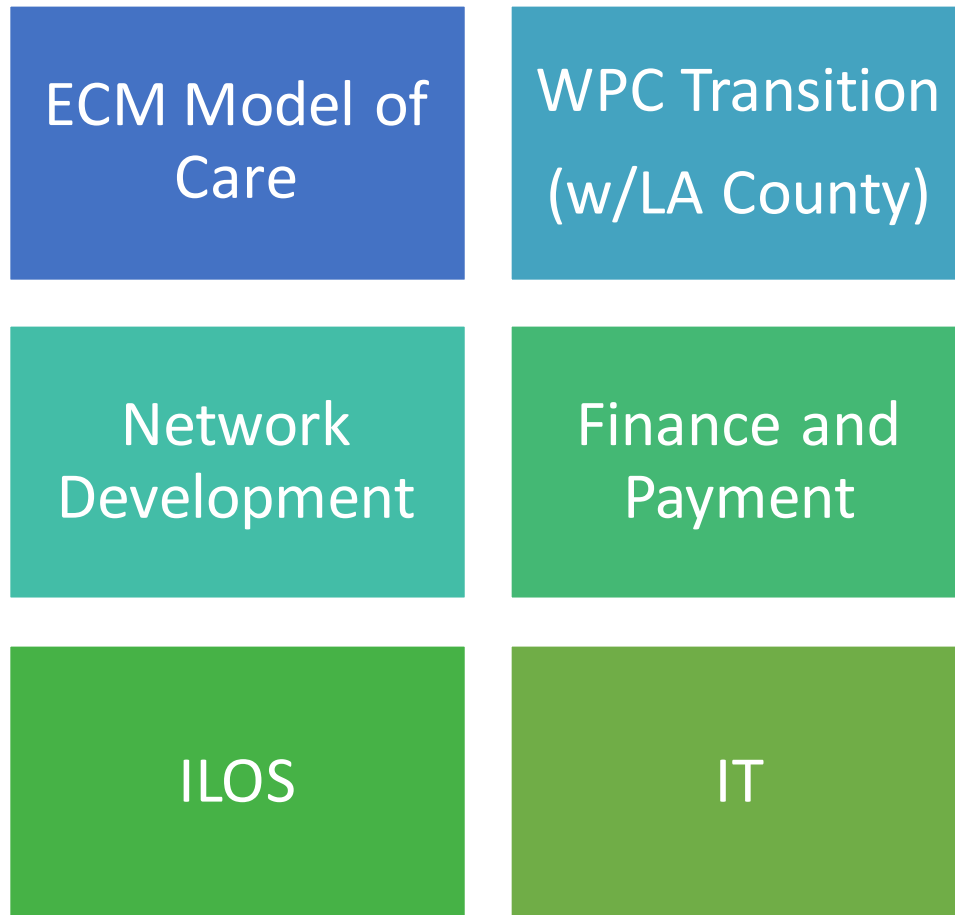 ECM Model of
Care
WPC Transition
(w/LA County)
Network
Development
Finance and
Payment
ILOS
IT